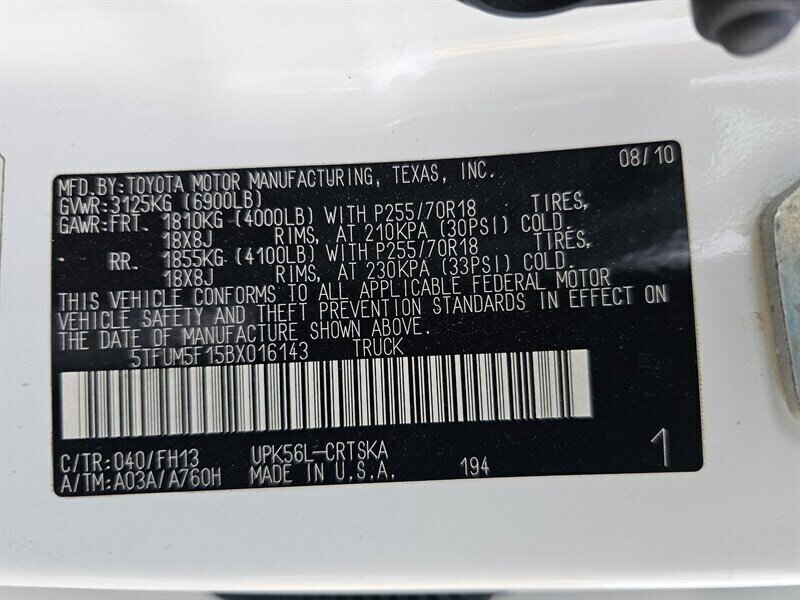 MFD.BY:TOYOTA MOTOR MANUFACTURING, TEXAS, INC. 08/10
GVWR:3125KG (6900LB)
GAWR:FRT. 1810KG (4000LB) WITH P255/70R18 TIRES,
18X8J RIMS, AT 210KPA (30PSI) COLD.
RR. 1855KG (4100LB) WITH P255/70R18 TIRES,
18X8J RIMS, AT 230KPA (33PSI) COLD.
THIS VEHICLE CONFORMS TO ALL APPLICABLE FEDERAL MOTOR
VEHICLE SAFETY AND THEFT PREVENTION STANDARDS IN EFFECT ON
THE DATE OF MANUFACTURE SHOWN ABOVE.
5TFUM5F15BX016143 TRUCK
C/TR:040/FH13 UPK56L-CRTSKA 1
A/TM:A03A/A760H MADE IN U.S.A. 194